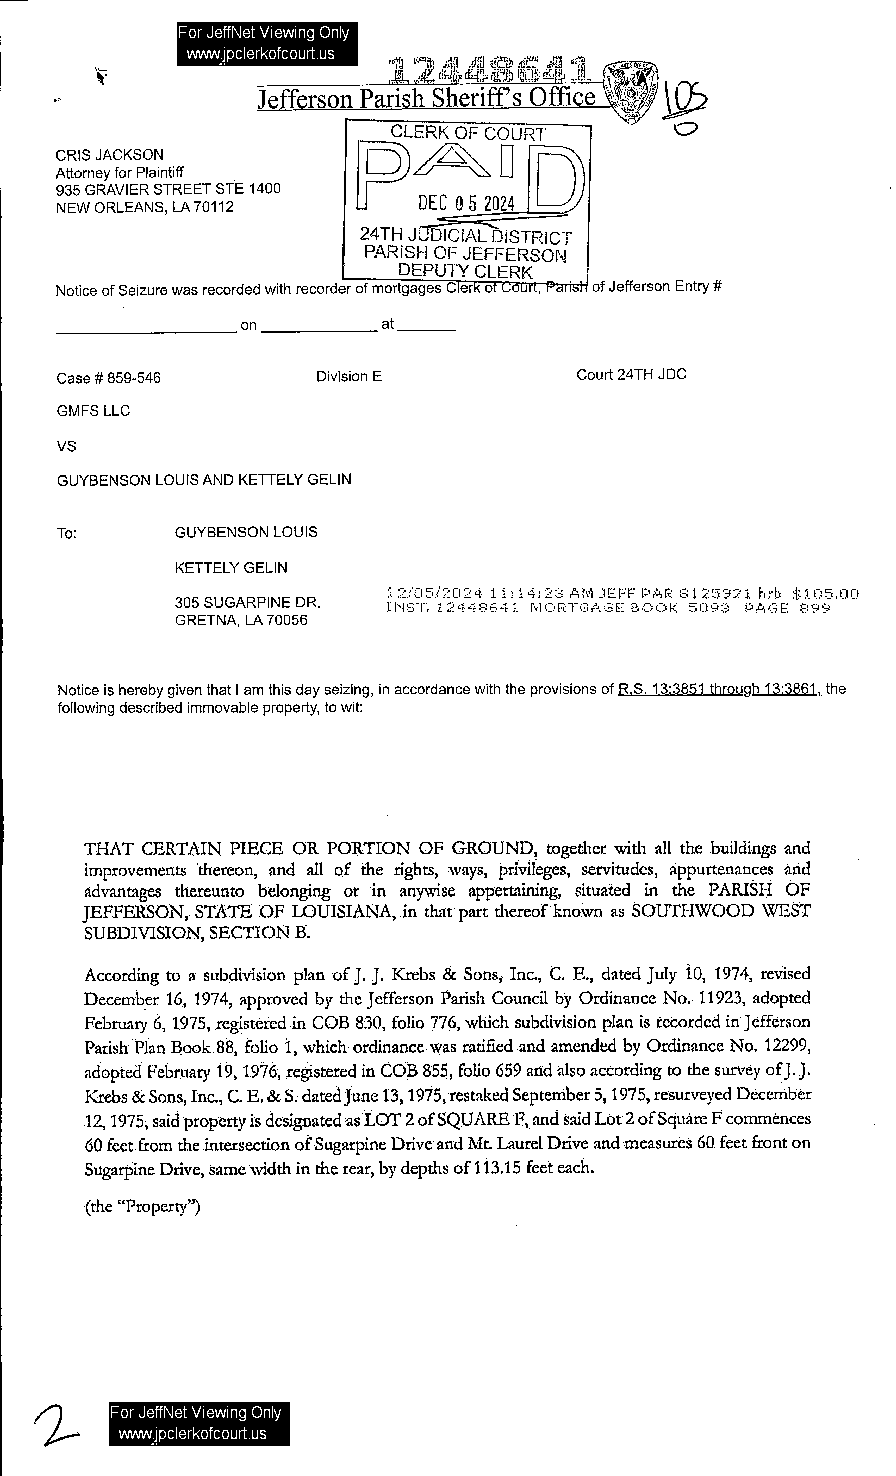 For JeffNet Viewing Only
www.jpclerkofcourt.us
12448641
Jefferson Parish Sheriff's Office
105
0
CLERK OF COURT
PAID
DEC 05 2024
24TH JUDICIAL DISTRICT
PARISH OF JEFFERSON
DEPUTY CLERK
CRIS JACKSON
Attorney for Plaintiff
935 GRAVIER STREET STE 1400
NEW ORLEANS, LA 70112
Notice of Seizure was recorded with recorder of mortgages Clerk of Court, Parish of Jefferson Entry #
____________________ on _____________ at _______
Case # 859-546 Division E Court 24TH JDC
GMFS LLC
VS
GUYBENSON LOUIS AND KETTELY GELIN
To: GUYBENSON LOUIS
KETTELY GELIN
305 SUGARPINE DR.
GRETNA, LA 70056
12/05/2024 11:14:23 AM JEFF PAR 6125921 hrb $105.00
INST. 12448641 MORTGAGE BOOK 5093 PAGE 899
Notice is hereby given that I am this day seizing, in accordance with the provisions of R.S. 13:3851 through 13:3861, the
following described immovable property, to wit:
THAT CERTAIN PIECE OR PORTION OF GROUND, together with all the buildings and
improvements thereon, and all of the rights, ways, privileges, servitudes, appurtenances and
advantages thereunto belonging or in anywise appertaining, situated in the PARISH OF
JEFFERSON, STATE OF LOUISIANA, in that part thereof known as SOUTHWOOD WEST
SUBDIVISION, SECTION B.
According to a subdivision plan of J. J. Krebs & Sons, Inc., C. E., dated July 10, 1974, revised
December 16, 1974, approved by the Jefferson Parish Council by Ordinance No. 11923, adopted
February 6, 1975, registered in COB 830, folio 776, which subdivision plan is recorded in Jefferson
Parish Plan Book 88, folio 1, which ordinance was ratified and amended by Ordinance No. 12299,
adopted February 19, 1976, registered in COB 855, folio 659 and also according to the survey of J. J.
Krebs & Sons, Inc., C. E. & S. dated June 13, 1975, restaked September 5, 1975, resurveyed December
12, 1975, said property is designated as LOT 2 of SQUARE F, and said Lot 2 of Square F commences
60 feet from the intersection of Sugarpine Drive and Mt. Laurel Drive and measures 60 feet front on
Sugarpine Drive, same width in the rear, by depths of 113.15 feet each.
(the "Property")
2
For JeffNet Viewing Only
www.jpclerkofcourt.us